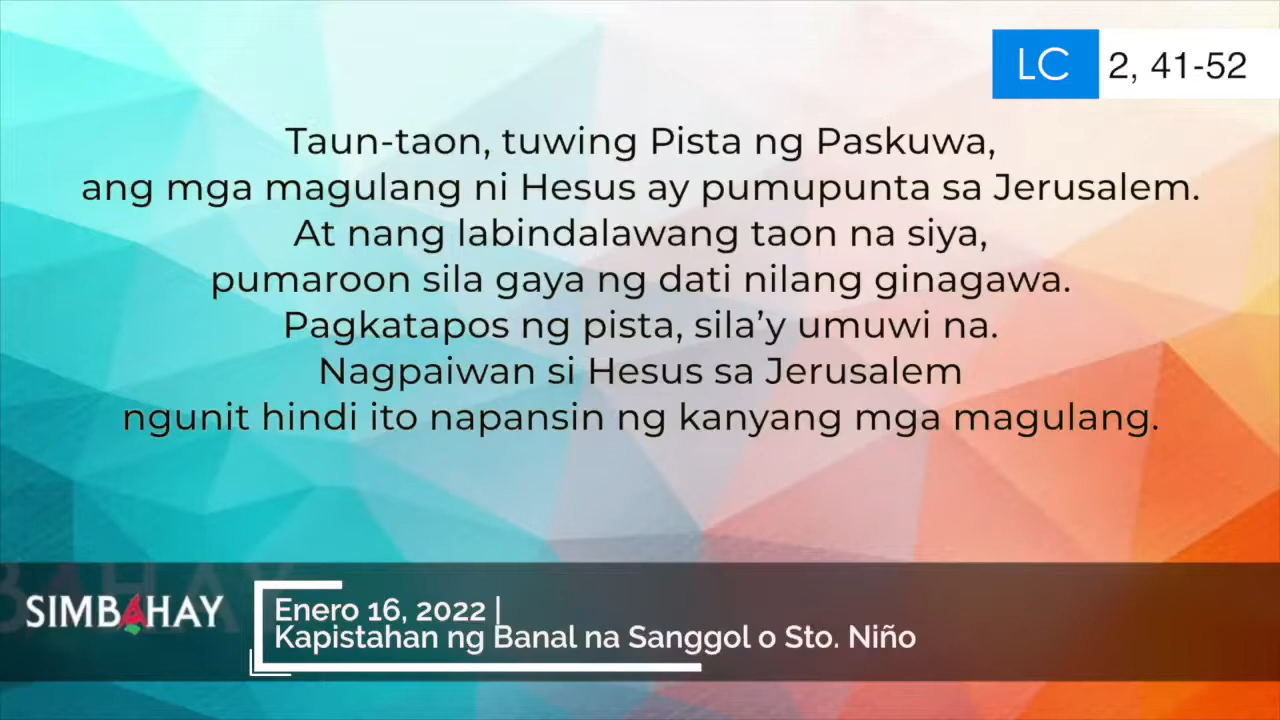 LC 2, 41-52
Taun-taon, tuwing Pista ng Paskuwa,
ang mga magulang ni Hesus ay pumupunta sa Jerusalem.
At nang labindalawang taon na siya,
pumaroon sila gaya ng dati nilang ginagawa.
Pagkatapos ng pista, sila’y umuwi na.
Nagpaiwan si Hesus sa Jerusalem
ngunit hindi ito napansin ng kanyang mga magulang.
SIMBAHAY
Enero 16, 2022 |
Kapistahan ng Banal na Sanggol o Sto. Niño